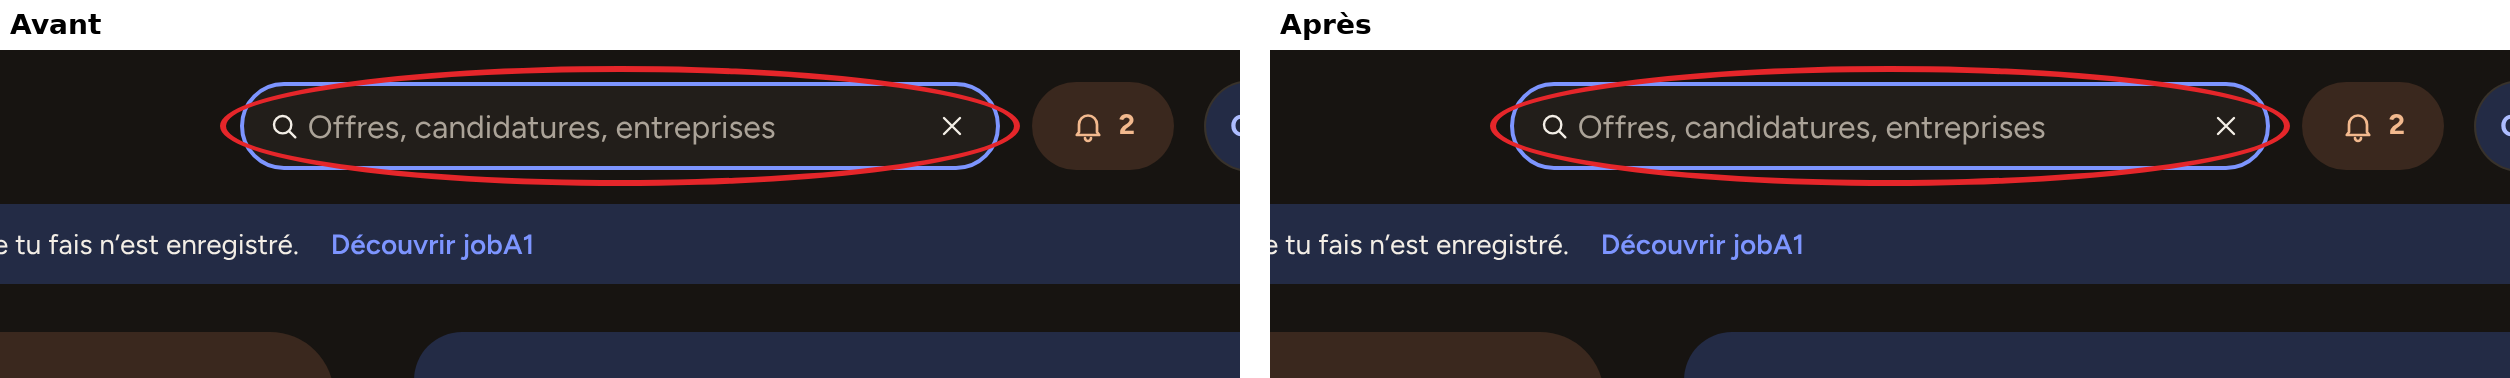 Avant
Après
Offres, candidatures, entreprises
2
Offres, candidatures, entreprises
2
e tu fais n’est enregistré. Découvrir jobA1
e tu fais n’est enregistré. Découvrir jobA1